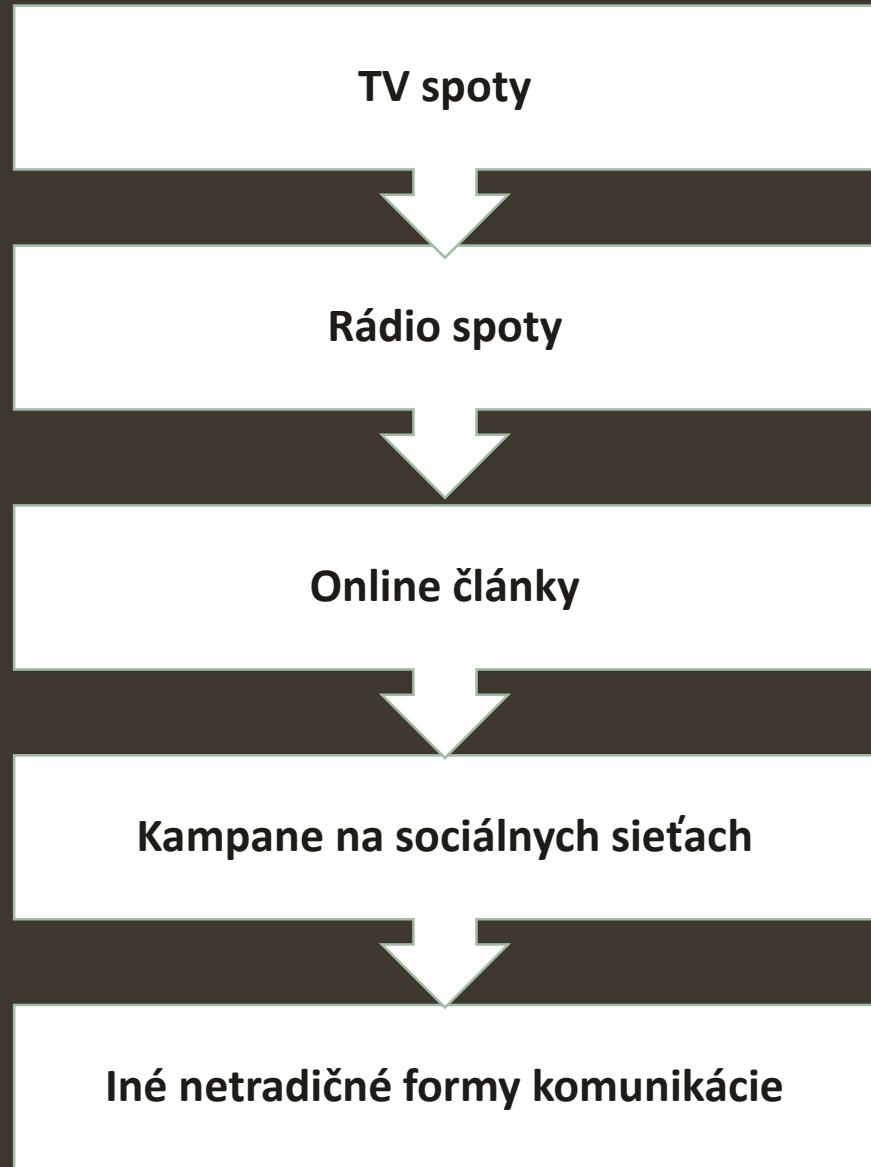 TV spoty
Rádio spoty
Online články
Kampane na sociálnych sieťach
Iné netradičné formy komunikácie